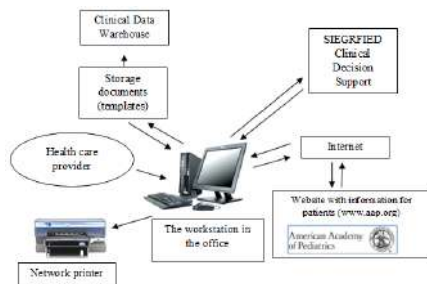 Clinical Data
Warehouse
SIEGRFIED
Clinical
Decision
Support
Storage
documents
(templates)
Health care
provider
Internet
Website with information for
patients (www.aap.org)
American Academy
of Pediatrics
The workstation in
the office
Network printer